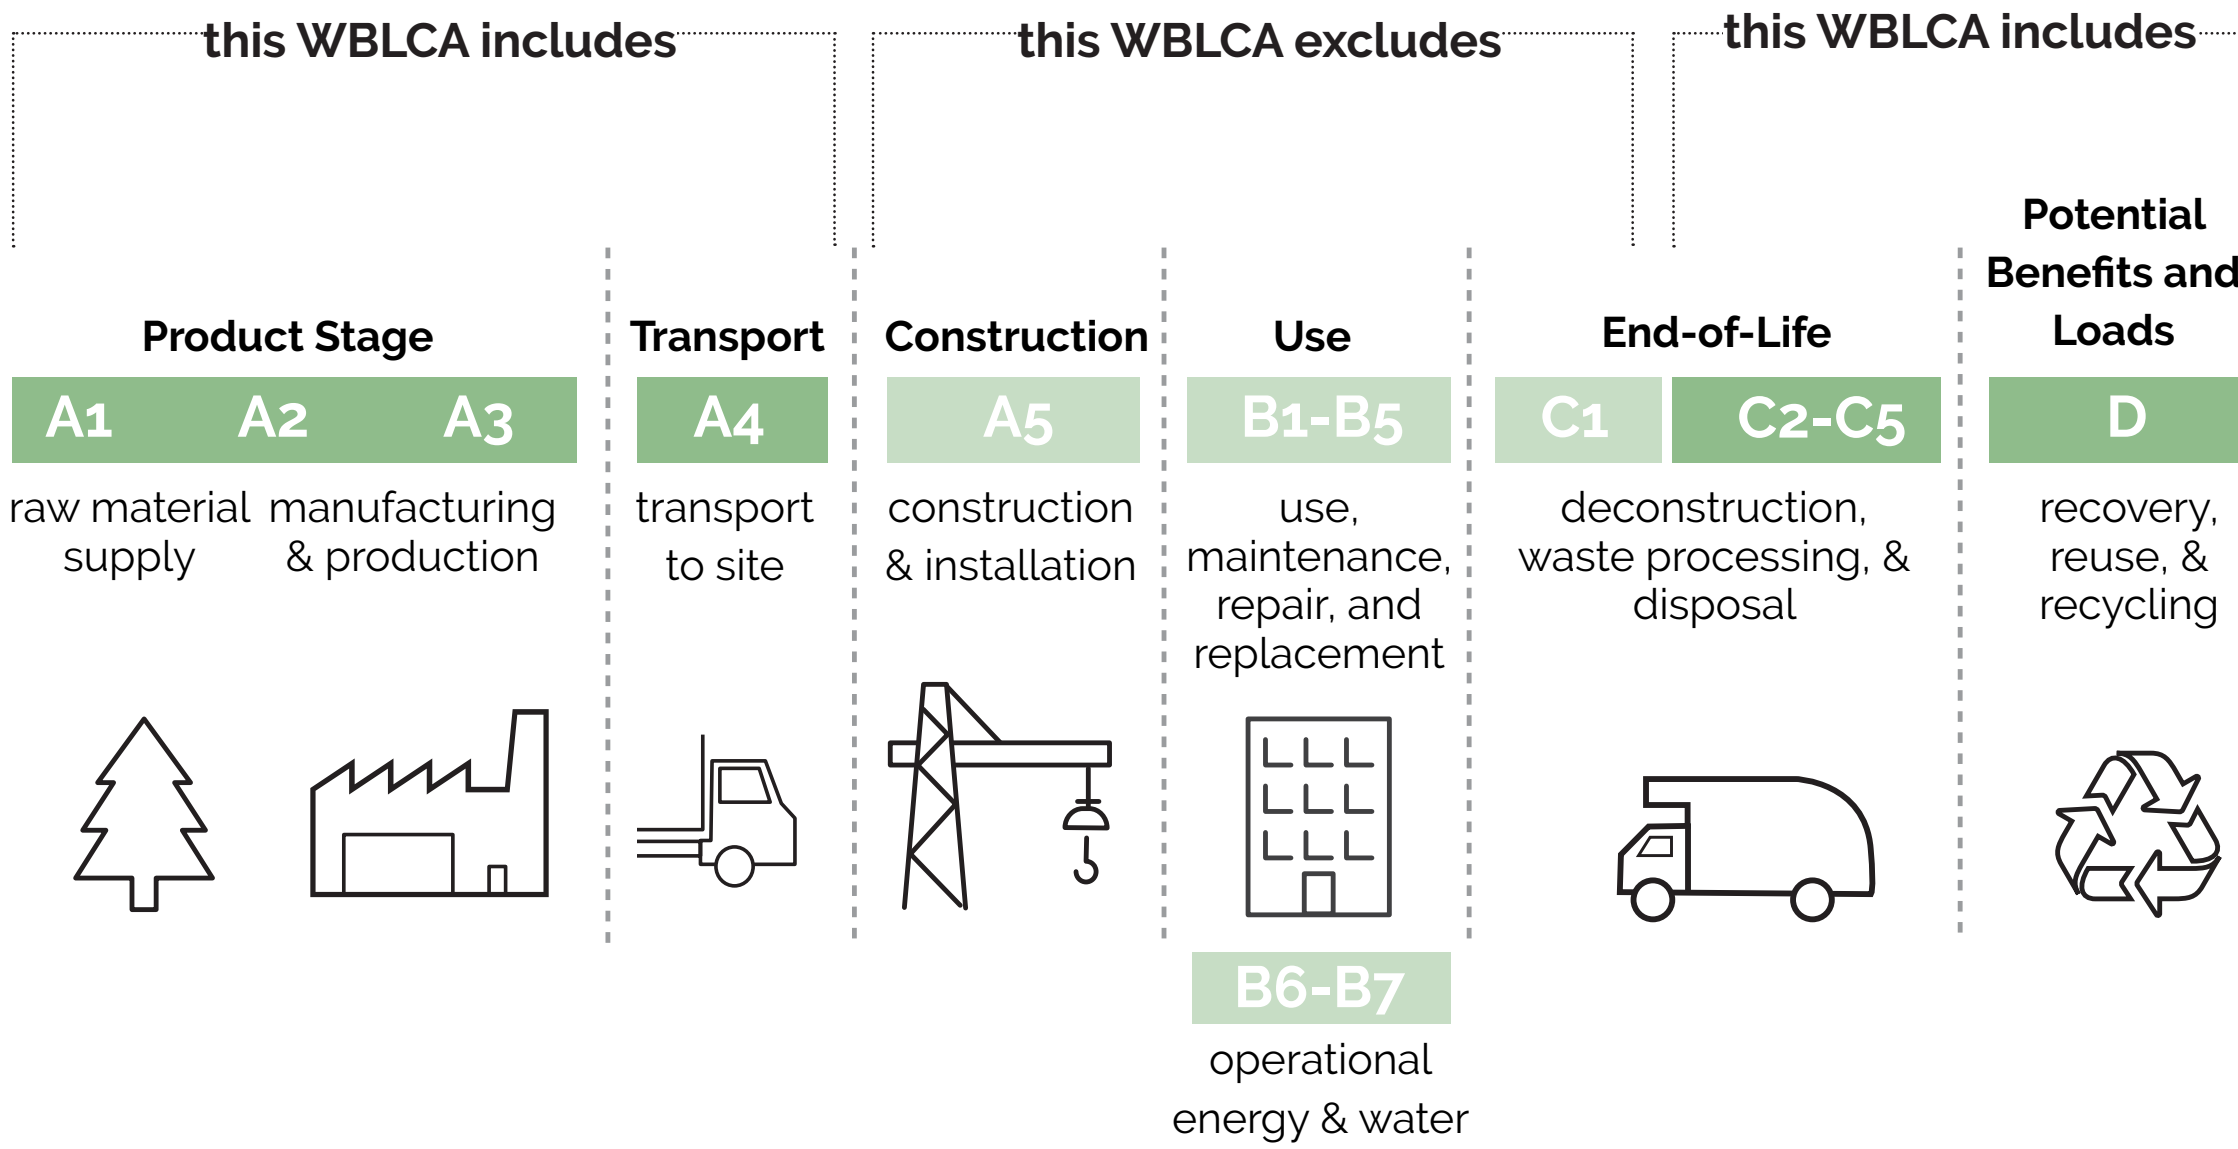 this WBLCA includes
this WBLCA excludes
this WBLCA includes
Product Stage
A1 A2 A3
raw material
supply
manufacturing
& production
Transport
A4
transport
to site
Construction
A5
construction
& installation
Use
B1-B5
use,
maintenance,
repair, and
replacement
B6-B7
operational
energy & water
End-of-Life
C1
C2-C5
deconstruction,
waste processing, &
disposal
Potential
Benefits and
Loads
D
recovery,
reuse, &
recycling